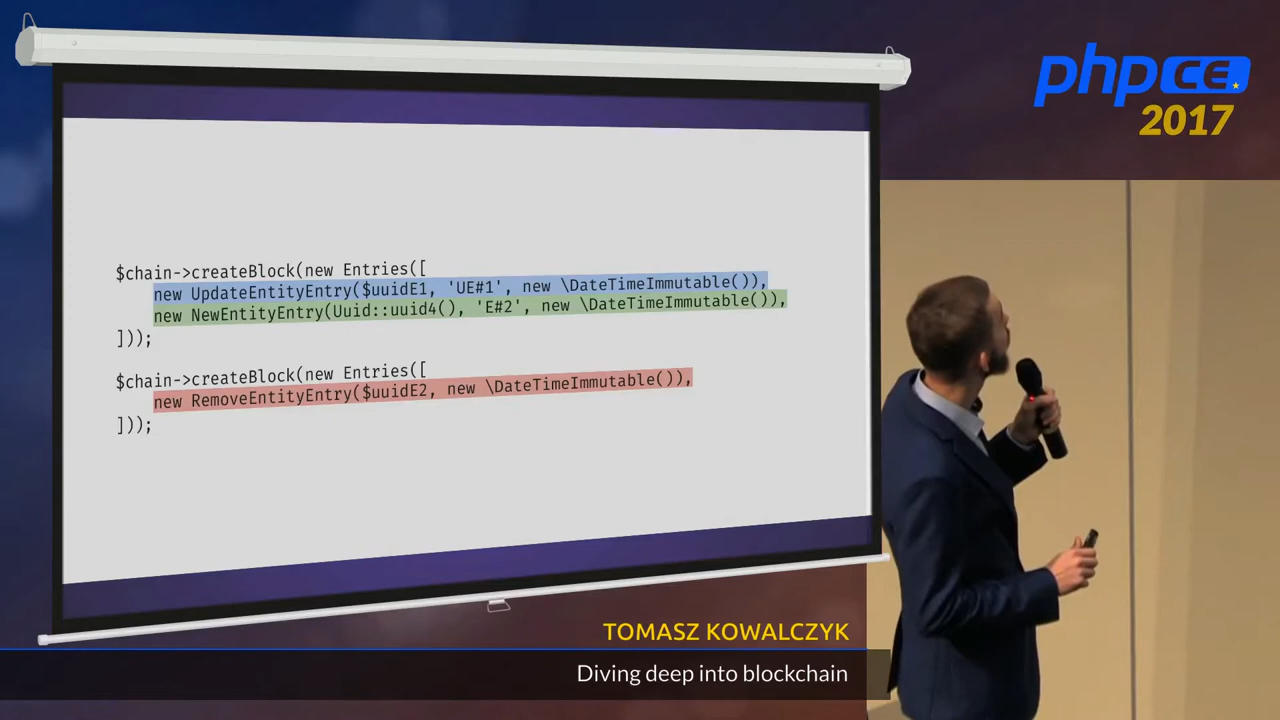 phpCE
2017
$chain->createBlock(new Entries([
new UpdateEntityEntry($uuidE1, 'UE#1', new \DateTimeImmutable()),
new NewEntityEntry(Uuid::uuid4(), 'E#2', new \DateTimeImmutable()),
]));
$chain->createBlock(new Entries([
new RemoveEntityEntry($uuidE2, new \DateTimeImmutable()),
]));
TOMASZ KOWALCZYK
Diving deep into blockchain